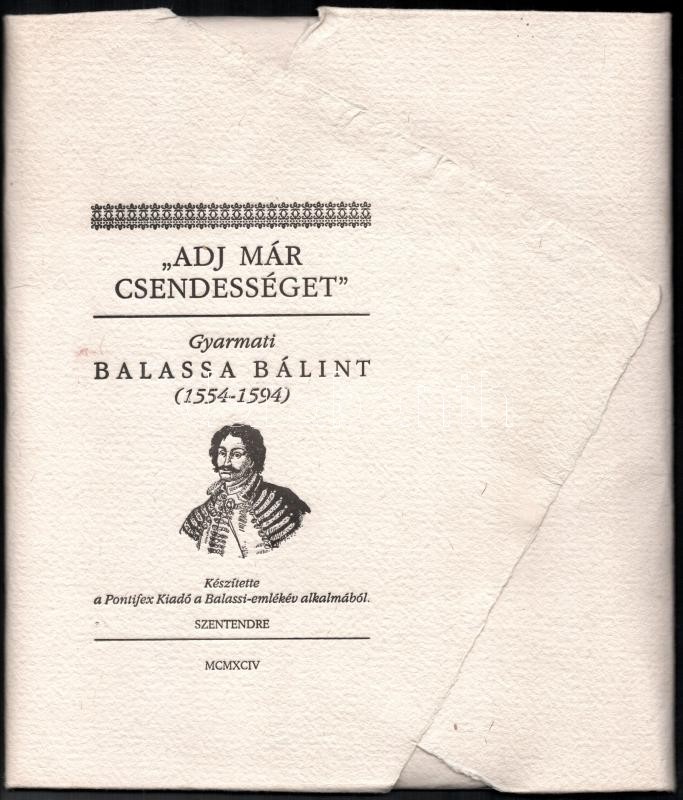 „ADJ MÁR
CSENDESSÉGET”
Gyarmati
BALASSA BÁLINT
(1554-1594)
Készítette
a Pontifex Kiadó a Balassi-emlékév alkalmából.
SZENTENDRE
MCMXCIV